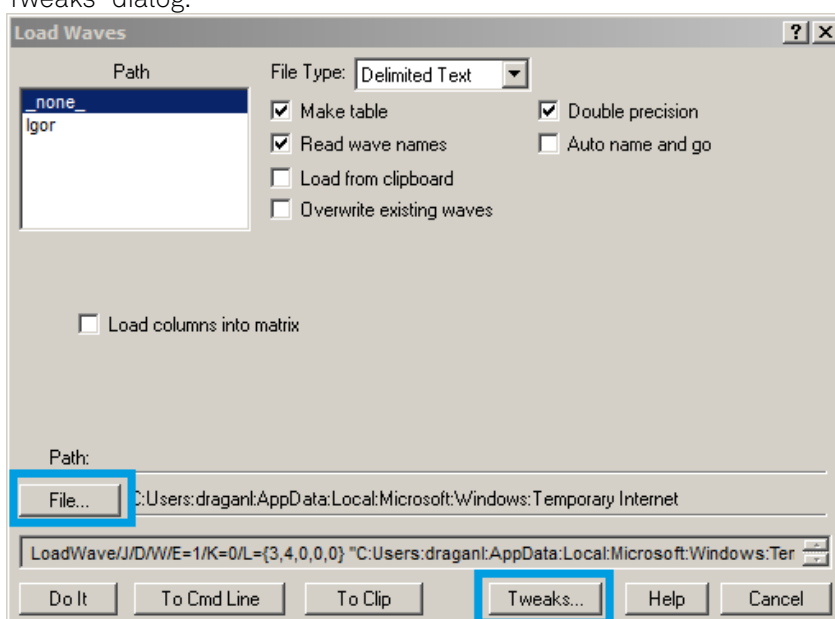 Tweaks" dialog.
Load Waves
Path
File Type: Delimited Text
_none_
Igor
Make table
Double precision
Read wave names
Auto name and go
Load from clipboard
Overwrite existing waves
Load columns into matrix
Path:
File... C:Users:draganl:AppData:Local:Microsoft:Windows:Temporary Internet
LoadWave/J/D/W/E=1/K=0/L={3,4,0,0,0} "C:Users:draganl:AppData:Local:Microsoft:Windows:Ter
Do It To Cmd Line To Clip Tweaks... Help Cancel